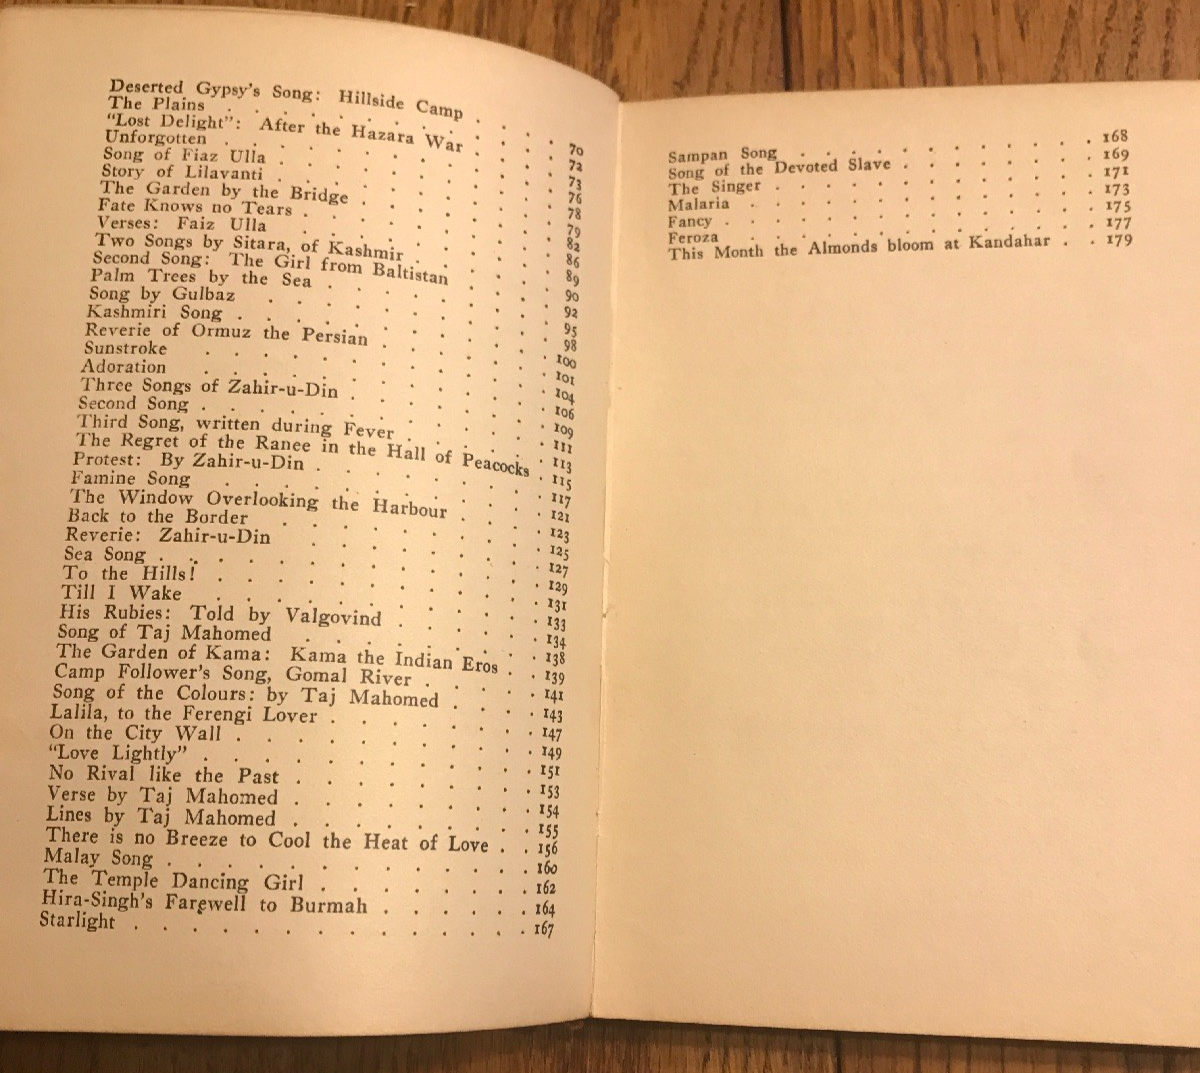 Deserted Gypsy's Song: Hillside Camp . . . . 70
The Plains . . . . . . . . . . 72
"Lost Delight": After the Hazara War . . . . 73
Unforgotten . . . . . . . . . . 76
Song of Fiaz Ulla . . . . . . . . 78
Story of Lilavanti . . . . . . . . 79
The Garden by the Bridge . . . . . . 82
Fate Knows no Tears . . . . . . . . 86
Verses: Faiz Ulla . . . . . . . . 89
Two Songs by Sitara, of Kashmir . . . . . 90
Second Song: The Girl from Baltistan . . . . 92
Palm Trees by the Sea . . . . . . . 95
Song by Gulbaz . . . . . . . . . 98
Kashmiri Song . . . . . . . . . . 100
Reverie of Ormuz the Persian . . . . . . 101
Sunstroke . . . . . . . . . . . 104
Adoration . . . . . . . . . . . 106
Three Songs of Zahir-u-Din . . . . . . 109
Second Song . . . . . . . . . . . 111
Third Song, written during Fever . . . . . 113
The Regret of the Ranee in the Hall of Peacocks . 115
Protest: By Zahir-u-Din . . . . . . . 117
Famine Song . . . . . . . . . . 121
The Window Overlooking the Harbour . . . . 123
Back to the Border . . . . . . . . 125
Reverie: Zahir-u-Din . . . . . . . 127
Sea Song . . . . . . . . . . . 129
To the Hills! . . . . . . . . . . 131
Till I Wake . . . . . . . . . . 133
His Rubies: Told by Valgovind . . . . . 134
Song of Taj Mahomed . . . . . . . 138
The Garden of Kama: Kama the Indian Eros . . 139
Camp Follower's Song, Gomal River . . . . 141
Song of the Colours: by Taj Mahomed . . . . 143
Lalila, to the Ferengi Lover . . . . . . 147
On the City Wall . . . . . . . . . 149
"Love Lightly" . . . . . . . . . . 151
No Rival like the Past . . . . . . . 153
Verse by Taj Mahomed . . . . . . . 154
Lines by Taj Mahomed . . . . . . . 155
There is no Breeze to Cool the Heat of Love . . 156
Malay Song . . . . . . . . . . . 160
The Temple Dancing Girl . . . . . . . 162
Hira-Singh's Farewell to Burmah . . . . . 164
Starlight . . . . . . . . . . . . 167
Sampan Song . . . . . . . . . . 168
Song of the Devoted Slave . . . . . . 169
The Singer . . . . . . . . . . . 171
Malaria . . . . . . . . . . . . 173
Fancy . . . . . . . . . . . . 175
Feroza . . . . . . . . . . . . 177
This Month the Almonds bloom at Kandahar . . 179